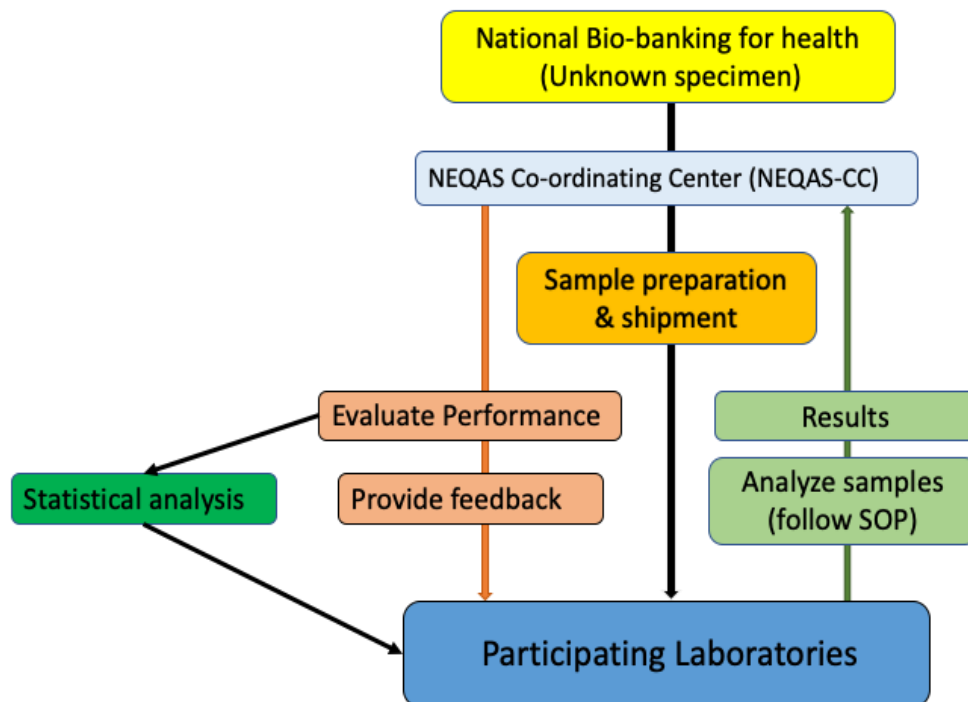 National Bio-banking for health
(Unknown specimen)
NEQAS Co-ordinating Center (NEQAS-CC)
Sample preparation
& shipment
Evaluate Performance
Results
Statistical analysis
Provide feedback
Analyze samples
(follow SOP)
Participating Laboratories